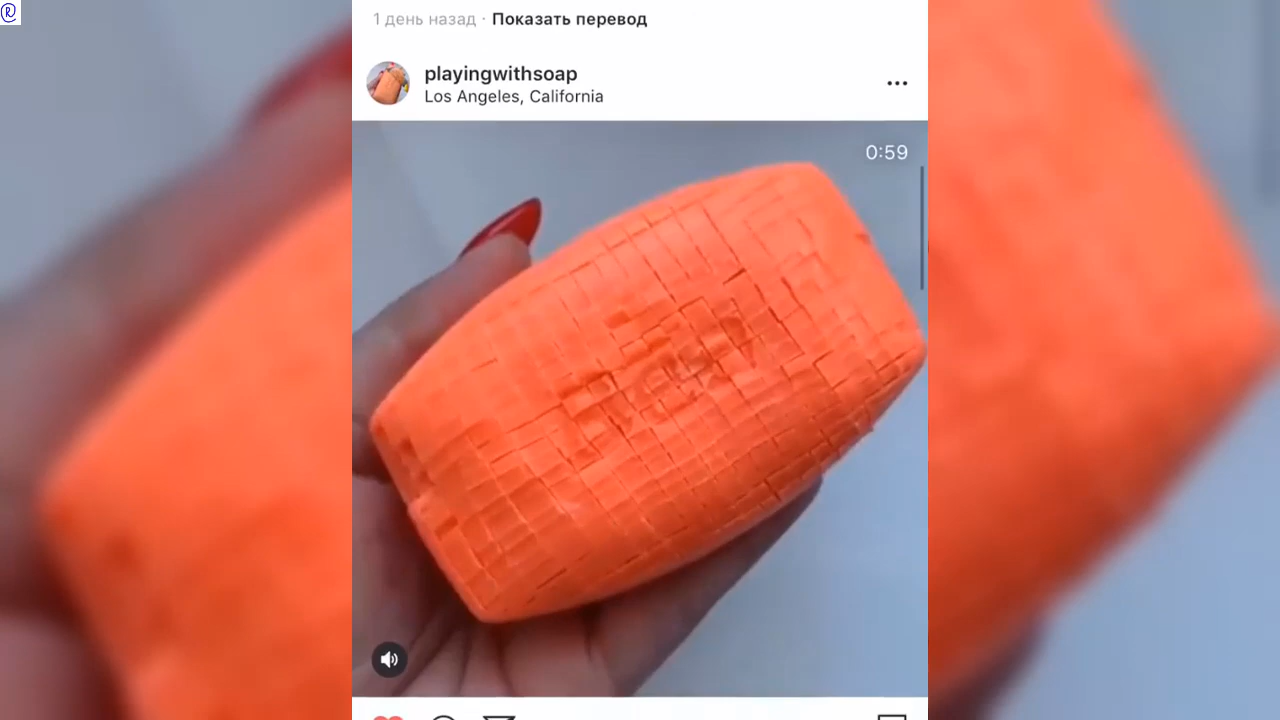 ®
1 день назад · Показать перевод
playingwithsoap
Los Angeles, California
0:59